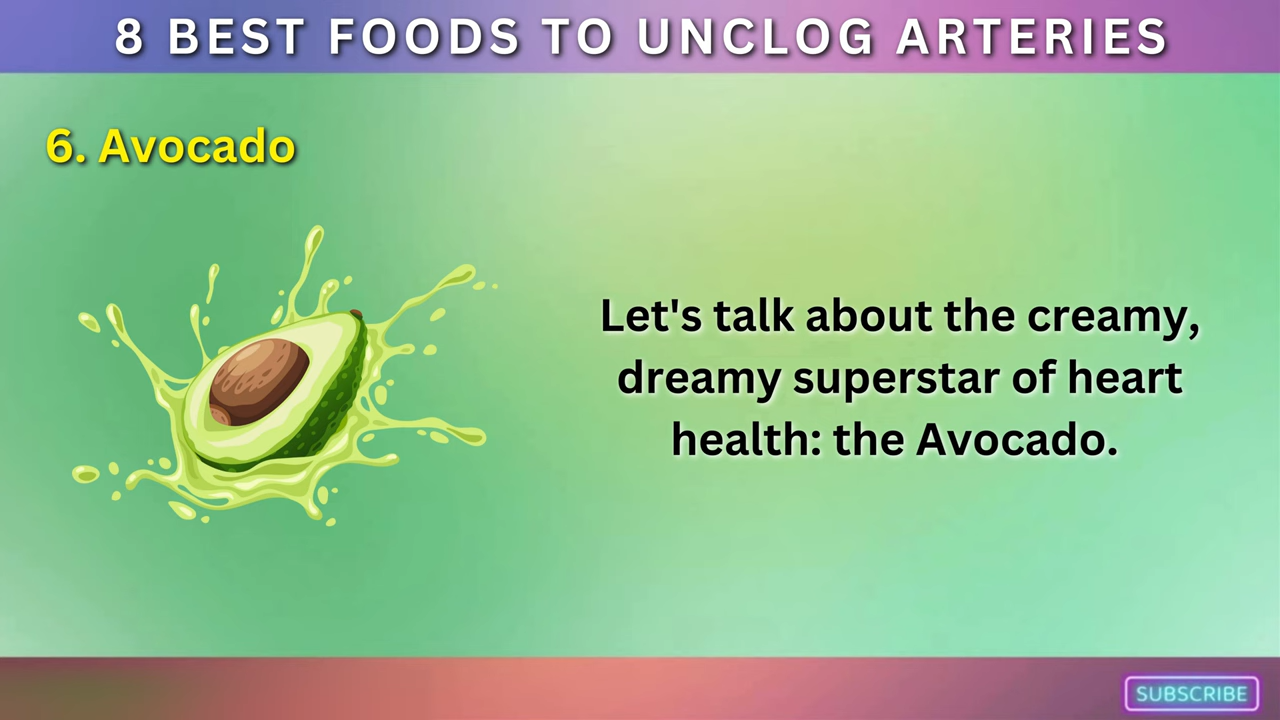 8 BEST FOODS TO UNCLOG ARTERIES
6. Avocado
Let's talk about the creamy,
dreamy superstar of heart
health: the Avocado.
SUBSCRIBE